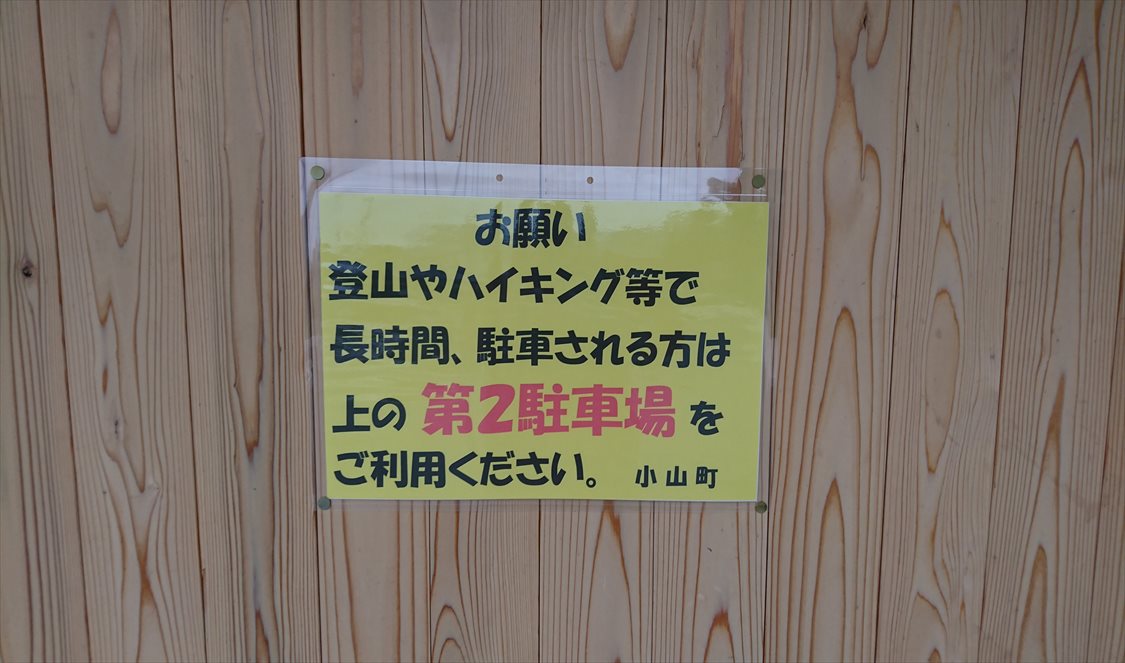 お願い
登山やハイキング等で
長時間、駐車される方は
上の 第2駐車場 を
ご利用ください。 小山町